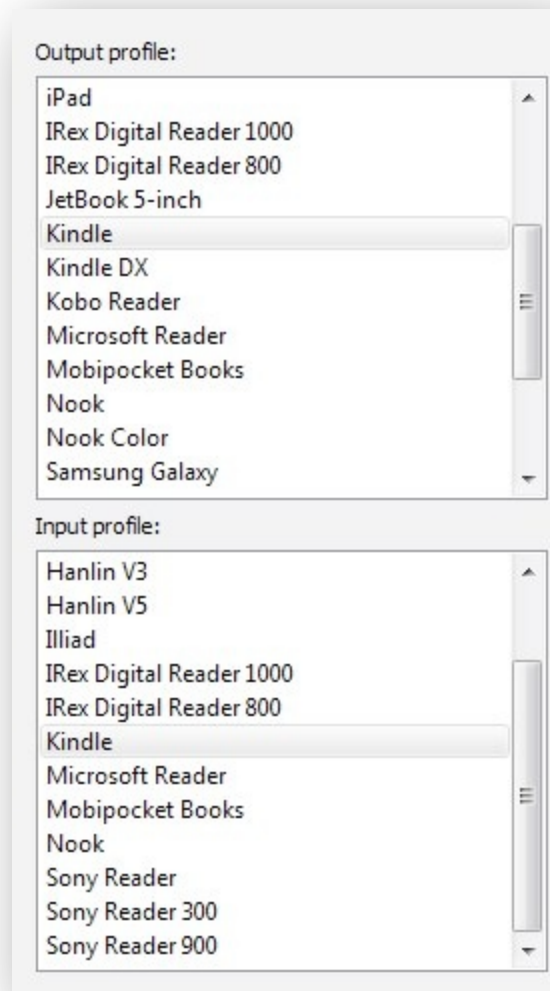 Output profile:
iPad
IRex Digital Reader 1000
IRex Digital Reader 800
JetBook 5-inch
Kindle
Kindle DX
Kobo Reader
Microsoft Reader
Mobipocket Books
Nook
Nook Color
Samsung Galaxy
Input profile:
Hanlin V3
Hanlin V5
Illiad
IRex Digital Reader 1000
IRex Digital Reader 800
Kindle
Microsoft Reader
Mobipocket Books
Nook
Sony Reader
Sony Reader 300
Sony Reader 900